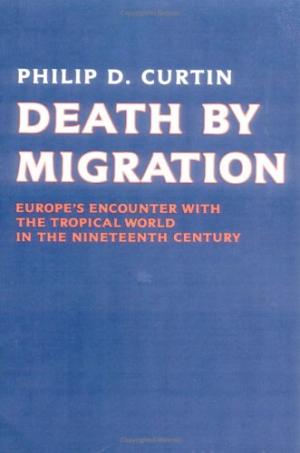 PHILIP D. CURTIN
DEATH BY
MIGRATION
EUROPE'S ENCOUNTER WITH
THE TROPICAL WORLD
IN THE NINETEENTH CENTURY